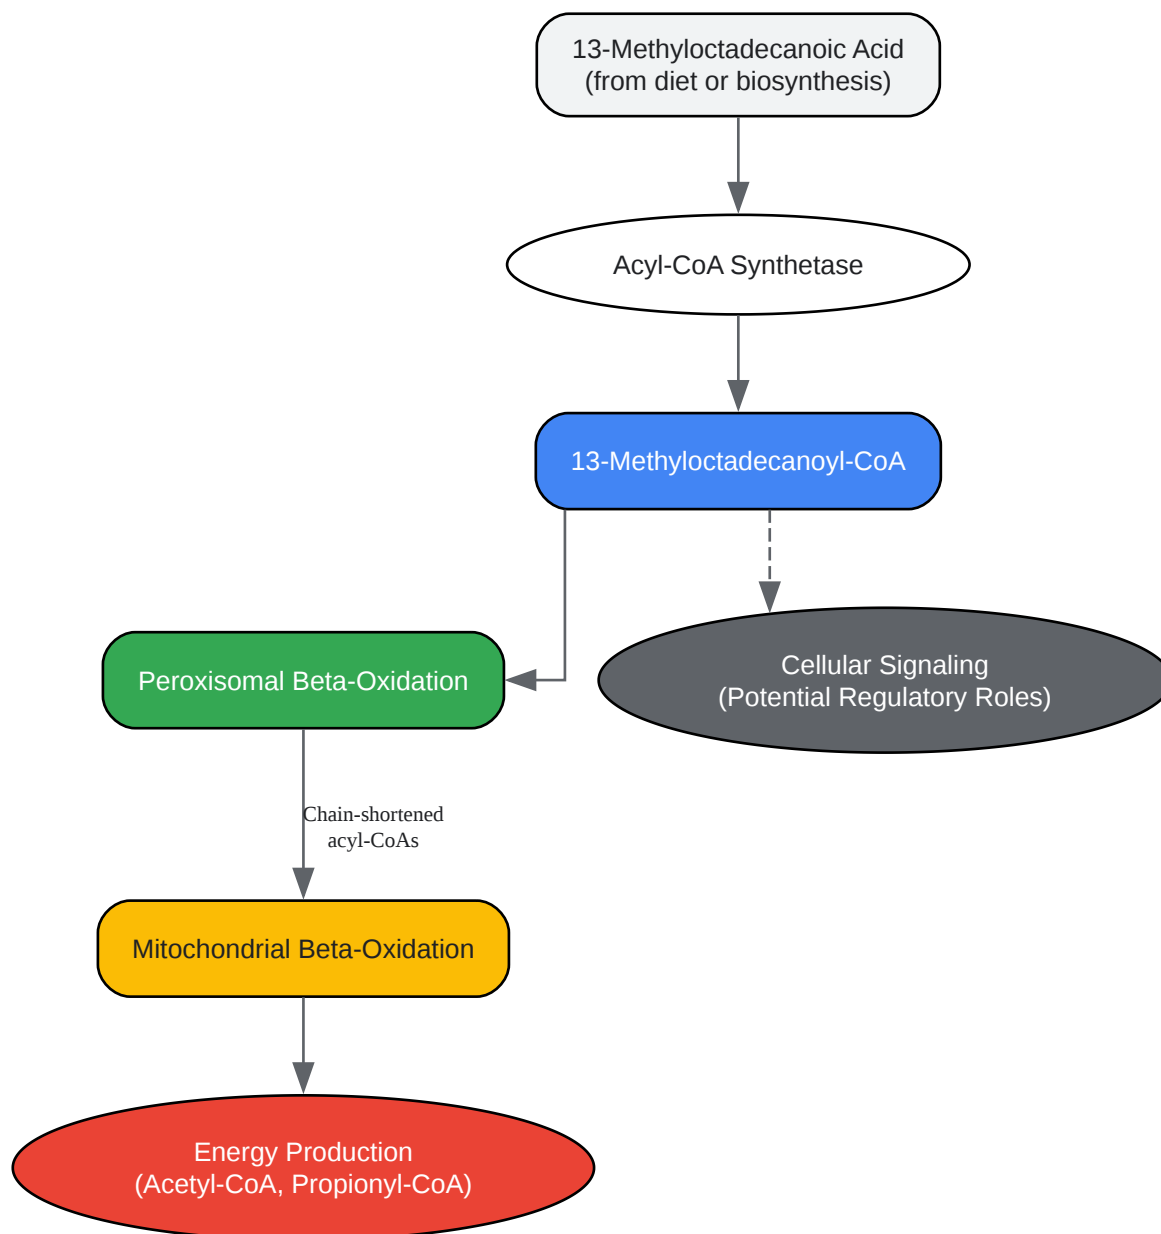 13-Methyloctadecanoic Acid
(from diet or biosynthesis)
Acyl-CoA Synthetase
13-Methyloctadecanoyl-CoA
Cellular Signaling
(Potential Regulatory Roles)
Peroxisomal Beta-Oxidation
Chain-shortened
acyl-CoAs
Mitochondrial Beta-Oxidation
Energy Production
(Acetyl-CoA, Propionyl-CoA)